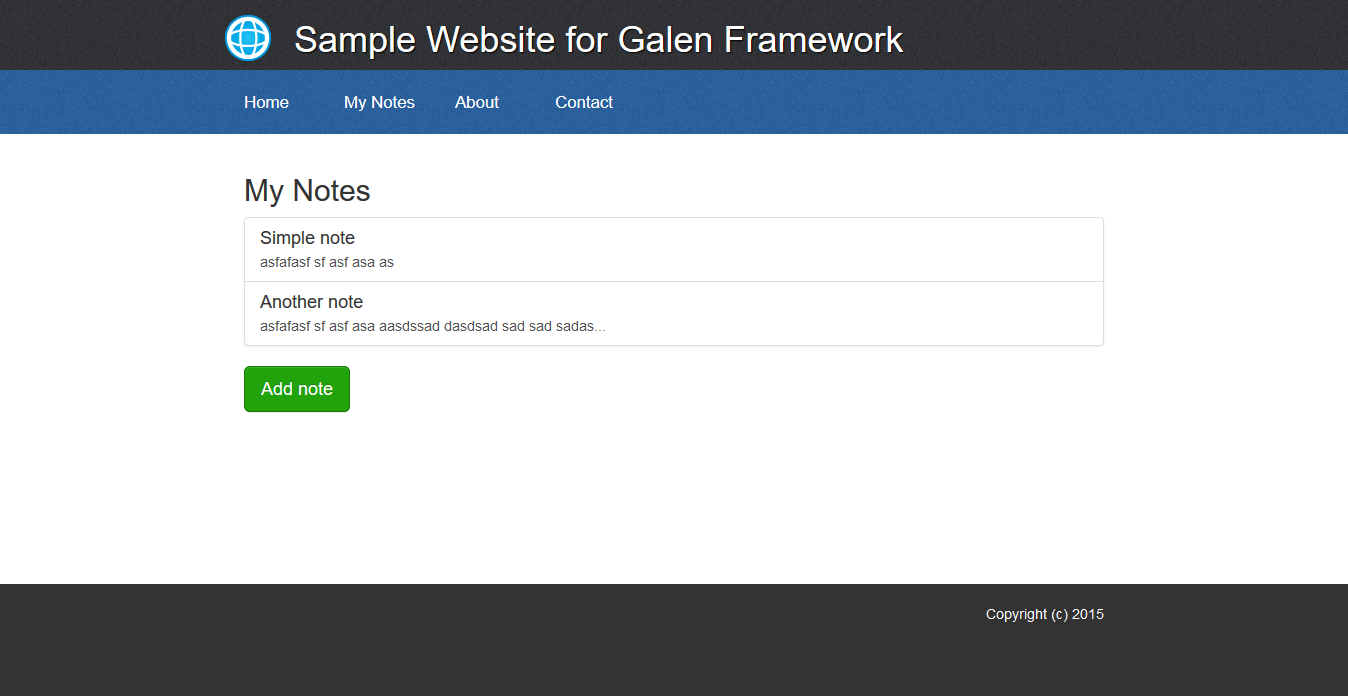 Sample Website for Galen Framework
Home My Notes About Contact
My Notes
Simple note
asfafasf sf asf asa as
Another note
asfafasf sf asf asa aasdssad dasdsad sad sad sadas...
Add note
Copyright (c) 2015